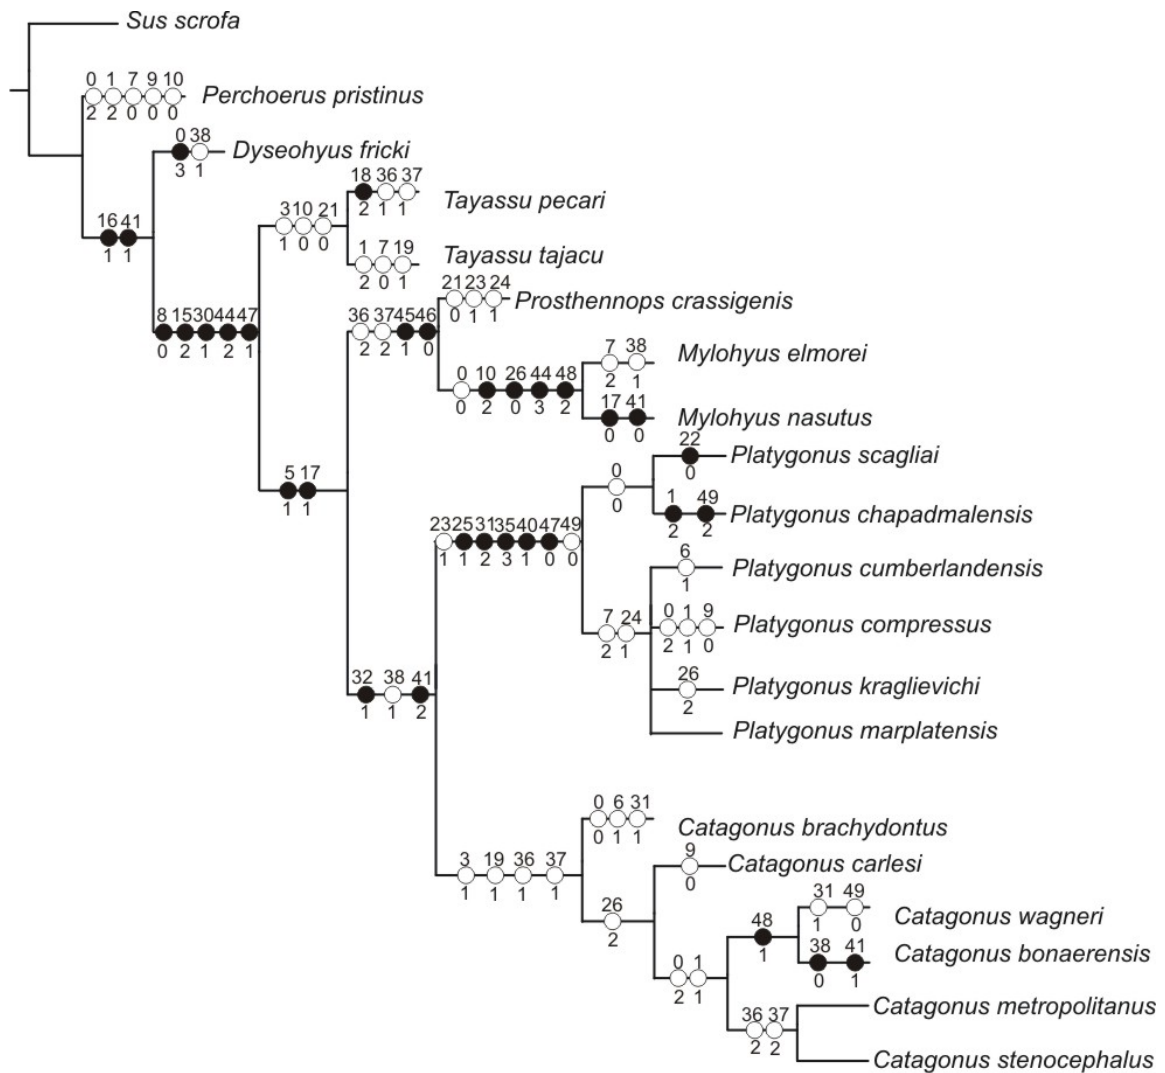 Sus scrofa
0 1 7 9 10
Perchoerus pristinus
2 2 0 0 0
0 38
Dyseohyus fricki
3 1
18 36 37
Tayassu pecari
2 1 1
16 41
1 1
3 10 21
1 0 0
1 7 19
Tayassu tajacu
2 0 1
21 23 24
Prosthennops crassigenis
0 1 1
8 15 30 44 47
0 2 1 2 1
36 37 45 46
2 2 1 0
7 38
Mylohyus elmorei
2 1
0 10 26 44 48
0 2 0 3 2
17 41
Mylohyus nasutus
0 0
22
Platygonus scagliai
0
5 17
1 1
0
0
1 49
Platygonus chapadmalensis
2 2
23 25 31 35 40 47 49
1 1 2 3 1 0 0
6
Platygonus cumberlandensis
1
7 24
2 1
0 1 9
Platygonus compressus
2 1 0
26
Platygonus kraglievichi
2
32 38 41
1 1 2
Platygonus marplatensis
0 6 31
Catagonus brachydontus
0 1 1
3 19 36 37
1 1 1 1
9
Catagonus carlesi
0
26
2
31 49
Catagonus wagneri
1 0
48
1
38 41
Catagonus bonaerensis
0 1
0 1
2 1
Catagonus metropolitanus
36 37
2 2
Catagonus stenocephalus